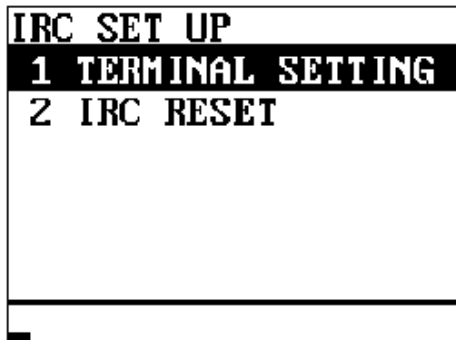 IRC SET UP
1 TERMINAL SETTING
2 IRC RESET